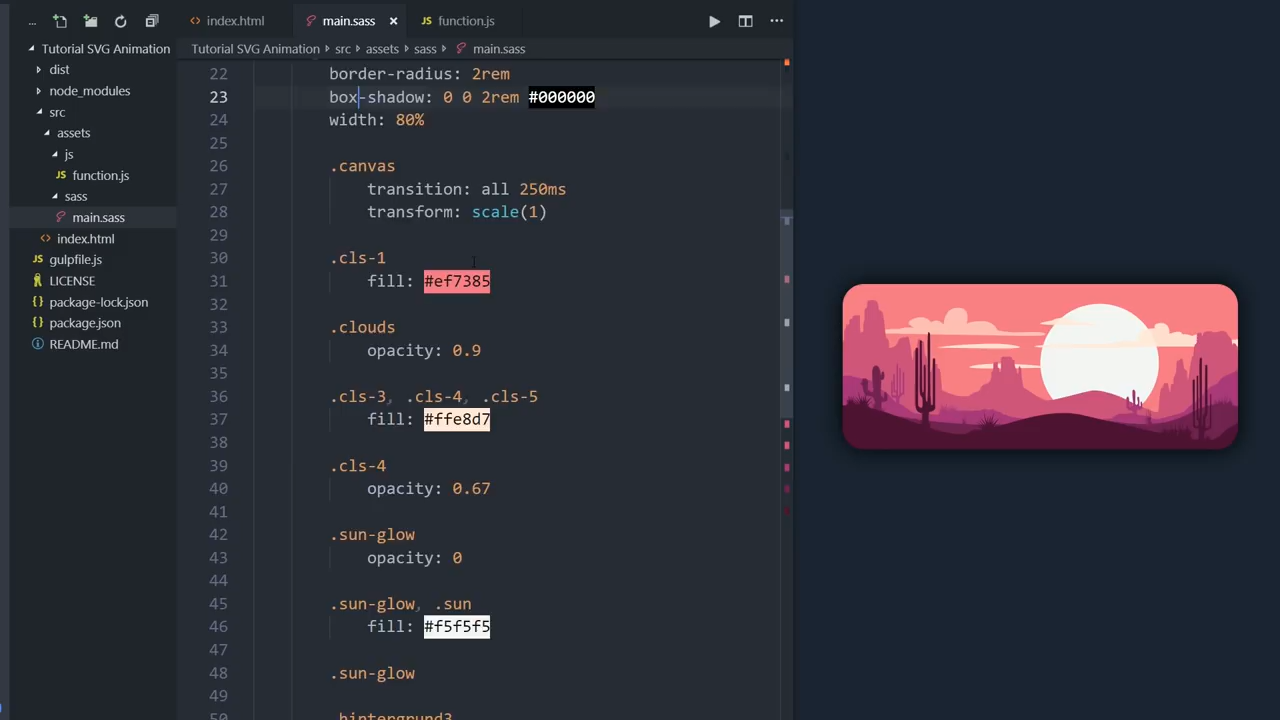 ...
index.html
main.sass ×
function.js
...
Tutorial SVG Animation
dist
node_modules
src
assets
js
function.js
sass
main.sass
index.html
gulpfile.js
LICENSE
package-lock.json
package.json
README.md
Tutorial SVG Animation › src › assets › sass › main.sass
22 border-radius: 2rem
23 box-shadow: 0 0 2rem #000000
24 width: 80%
25
26 .canvas
27 transition: all 250ms
28 transform: scale(1)
29
30 .cls-1
31 fill: #ef7385
32
33 .clouds
34 opacity: 0.9
35
36 .cls-3, .cls-4, .cls-5
37 fill: #ffe8d7
38
39 .cls-4
40 opacity: 0.67
41
42 .sun-glow
43 opacity: 0
44
45 .sun-glow, .sun
46 fill: #f5f5f5
47
48 .sun-glow
49
50 .hintergrund3